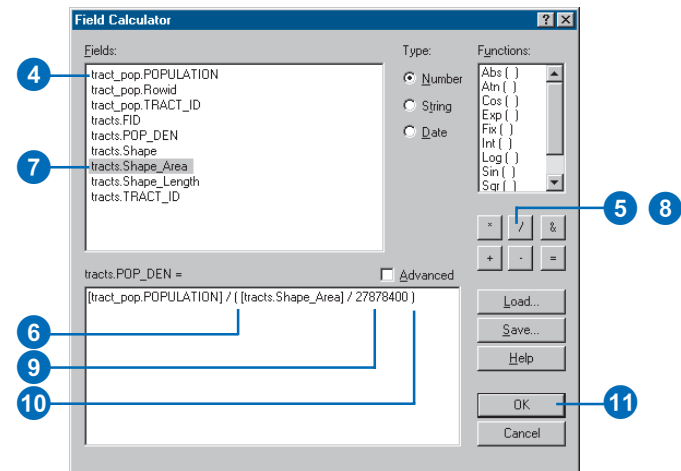 Field Calculator
Fields:
Type:
Functions:
4
tract_pop.POPULATION
tract_pop.Rowid
tract_pop.TRACT_ID
tracts.FID
tracts.POP_DEN
tracts.Shape
7
tracts.Shape_Area
tracts.Shape_Length
tracts.TRACT_ID
Number
String
Date
Abs ( )
Atn ( )
Cos ( )
Exp ( )
Fix ( )
Int ( )
Log ( )
Sin ( )
Sqr ( )
* / &
5 8
+ - =
tracts.POP_DEN =
Advanced
[tract_pop.POPULATION] / ( [tracts.Shape_Area] / 27878400 )
Load...
6
Save...
9
Help
10
OK
11
Cancel